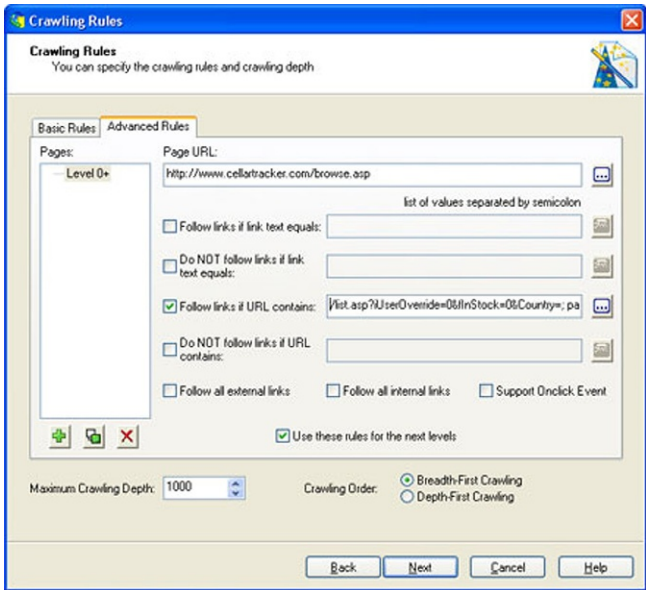 Crawling Rules
Crawling Rules
You can specify the crawling rules and crawling depth
Basic Rules Advanced Rules
Pages: Page URL:
Level 0+ http://www.cellartracker.com/browse.asp
list of values separated by semicolon
Follow links if link text equals:
Do NOT follow links if link
text equals:
Follow links if URL contains: /list.asp?iUserOverride=0&fInStock=0&Country=; pa
Do NOT follow links if URL
contains:
Follow all external links Follow all internal links Support Onclick Event
Use these rules for the next levels
Maximum Crawling Depth: 1000 Crawling Order: Breadth-First Crawling
Depth-First Crawling
Back Next Cancel Help